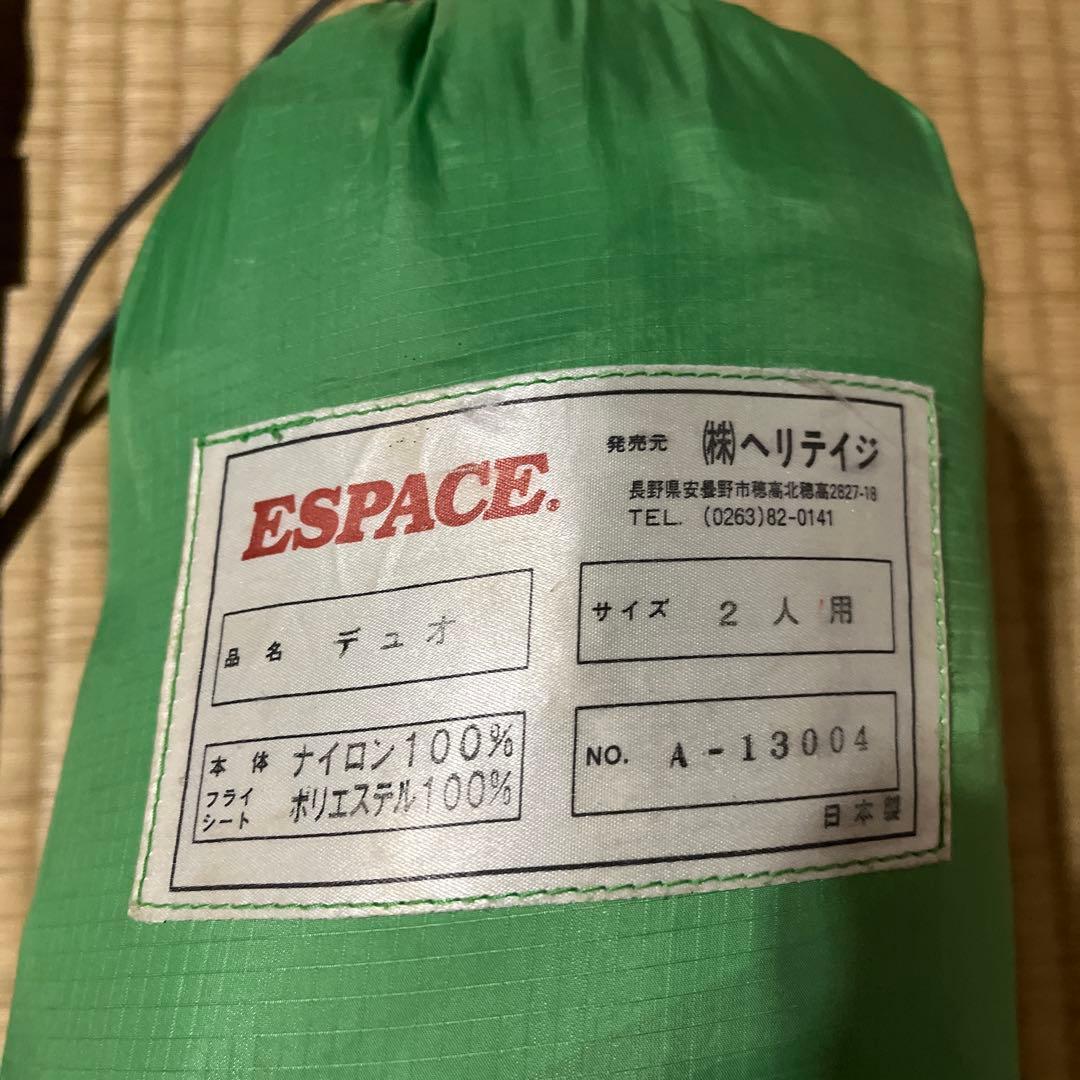 ESPACE.
発売元 ㈱ヘリテイジ
長野県安曇野市穂高北穂高2827-18
TEL. (0263)82-0141
品名 デュオ
サイズ 2人用
本体 ナイロン100%
フライシート ポリエステル100%
NO. A-13004
日本製